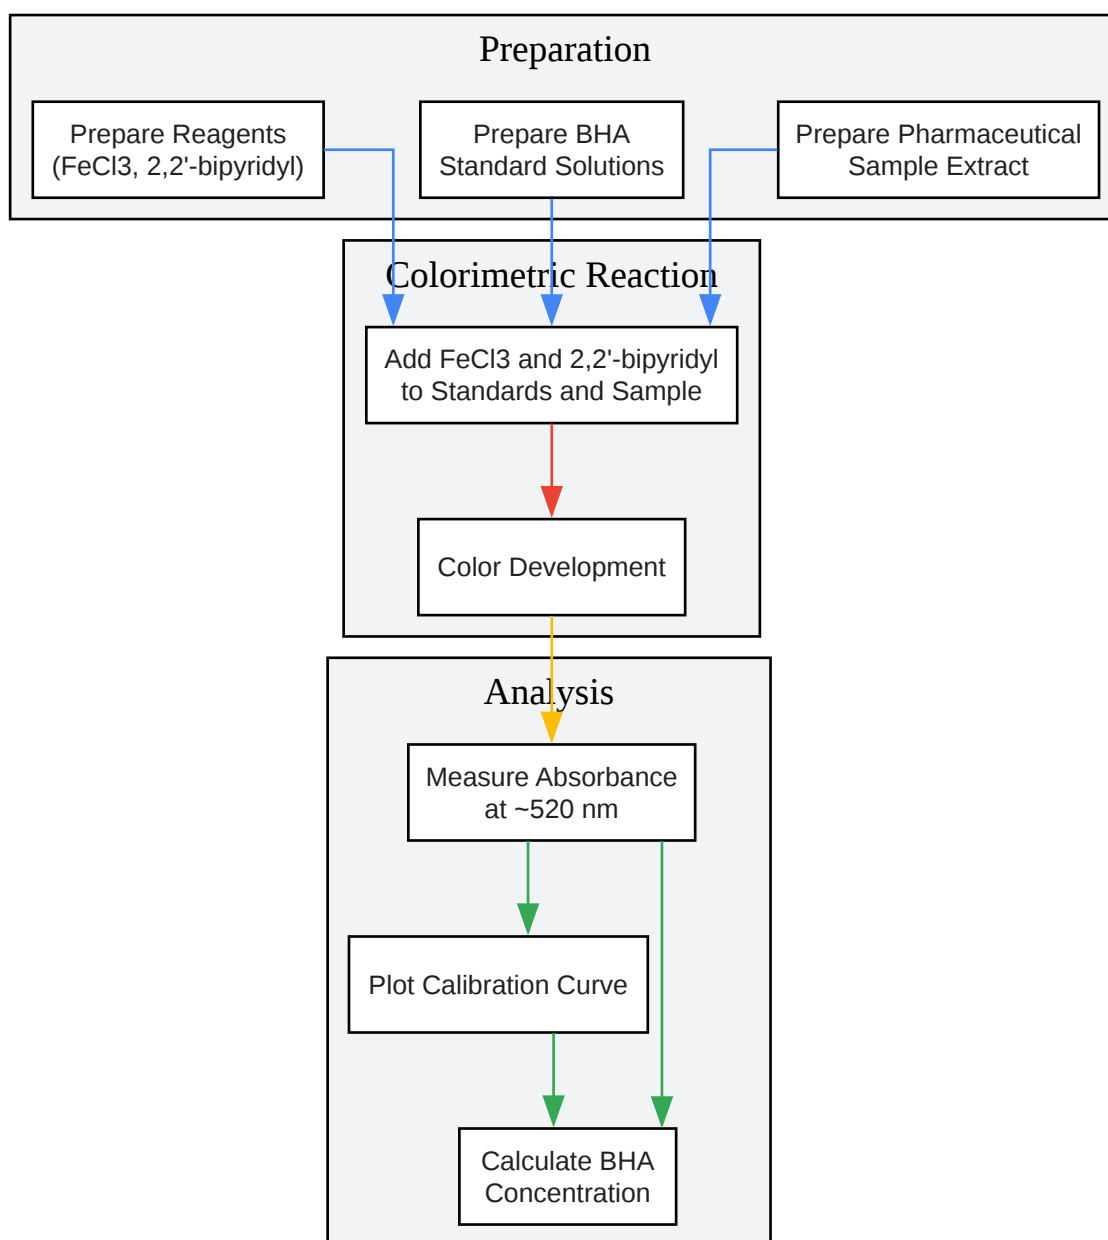 Preparation
Prepare Reagents
(FeCl3, 2,2'-bipyridyl)
Prepare BHA
Standard Solutions
Prepare Pharmaceutical
Sample Extract
Colorimetric Reaction
Add FeCl3 and 2,2'-bipyridyl
to Standards and Sample
Color Development
Analysis
Measure Absorbance
at ~520 nm
Plot Calibration Curve
Calculate BHA
Concentration